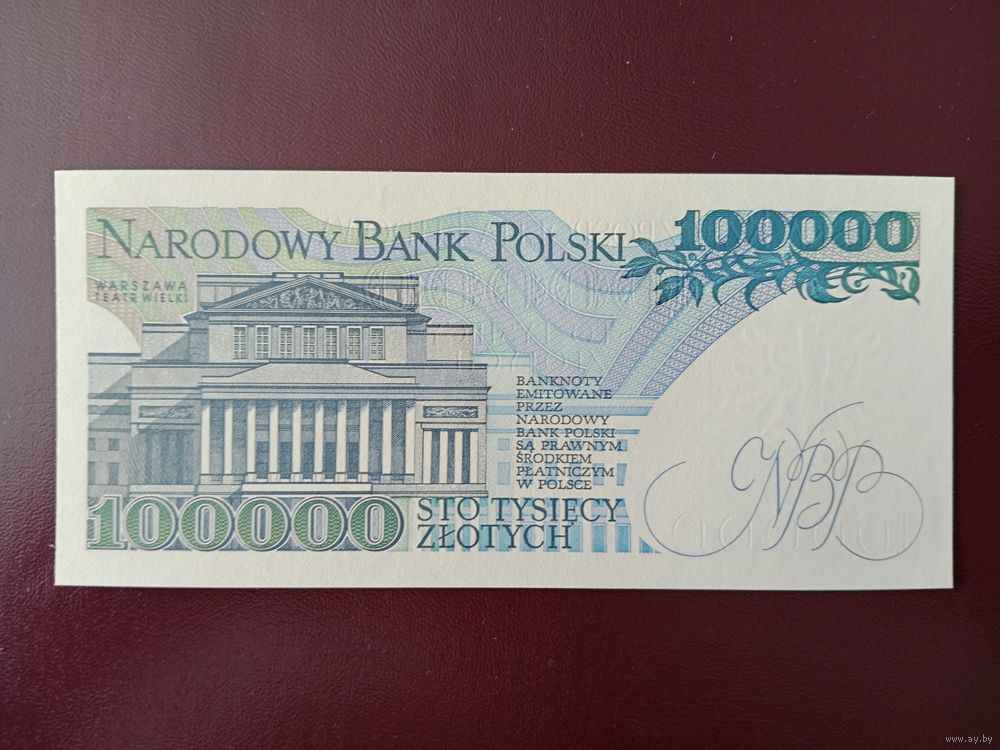 NARODOWY BANK POLSKI
100000
WARSZAWA
TEATR WIELKI
BANKNOTY
EMITOWANE
PRZEZ
NARODOWY
BANK POLSKI
SĄ PRAWNYM
ŚRODKIEM
PŁATNICZYM
W POLSCE
NBP
100000
STO TYSIĘCY
ZŁOTYCH
www.ay.by